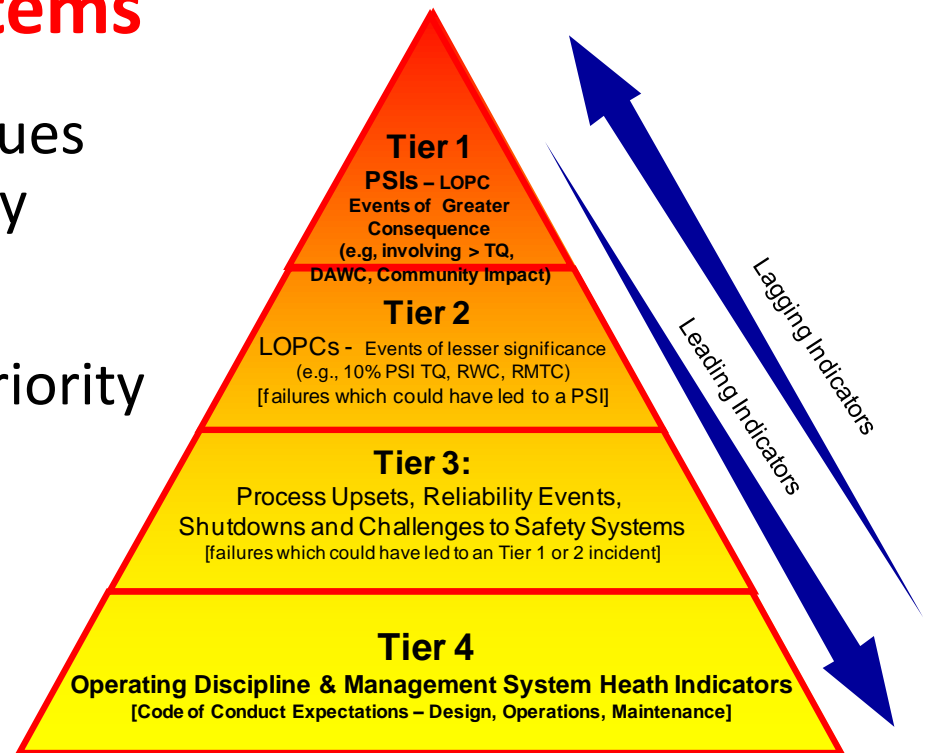 tems
ues
y
riority
Tier 1
PSIs – LOPC
Events of Greater
Consequence
(e.g, involving > TQ,
DAWC, Community Impact)
Tier 2
LOPCs - Events of lesser significance
(e.g., 10% PSI TQ, RWC, RMTC)
[failures which could have led to a PSI]
Tier 3:
Process Upsets, Reliability Events,
Shutdowns and Challenges to Safety Systems
[failures which could have led to an Tier 1 or 2 incident]
Tier 4
Operating Discipline & Management System Heath Indicators
[Code of Conduct Expectations – Design, Operations, Maintenance]
Leading Indicators
Lagging Indicators